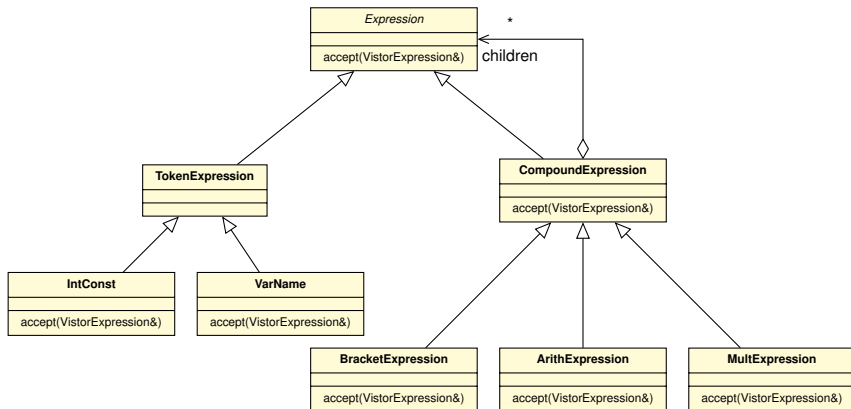 Expression
accept(VistorExpression&)
*
children
TokenExpression
CompoundExpression
accept(VistorExpression&)
IntConst
accept(VistorExpression&)
VarName
accept(VistorExpression&)
BracketExpression
accept(VistorExpression&)
ArithExpression
accept(VistorExpression&)
MultExpression
accept(VistorExpression&)